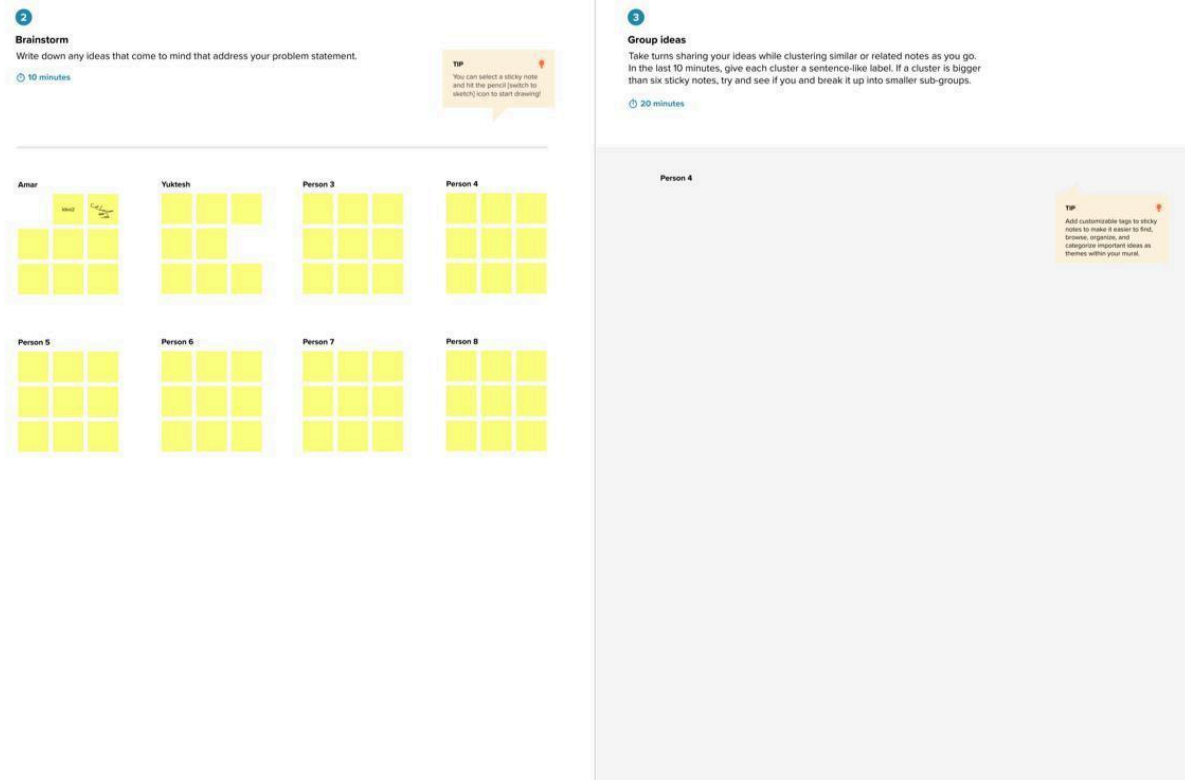 2
Brainstorm
Write down any ideas that come to mind that address your problem statement.
10 minutes
TIP
You can select a sticky note
and hit the pencil [switch to
sketch] icon to start drawing!
Amar
Yuktesh
Person 3
Person 4
Idea2
Person 5
Person 6
Person 7
Person 8
3
Group ideas
Take turns sharing your ideas while clustering similar or related notes as you go.
In the last 10 minutes, give each cluster a sentence-like label. If a cluster is bigger
than six sticky notes, try and see if you and break it up into smaller sub-groups.
20 minutes
Person 4
TIP
Add customizable tags to sticky
notes to make it easier to find,
browse, organize, and
categorize important ideas as
themes within your mural.